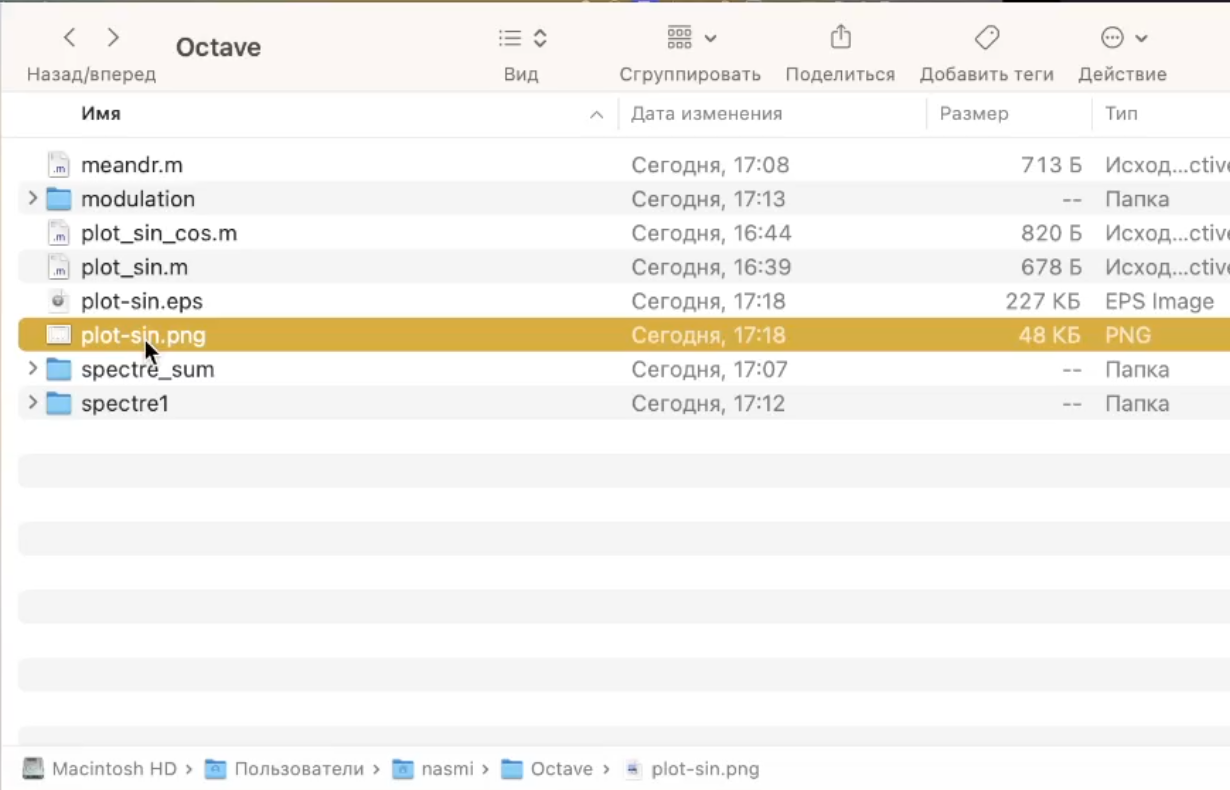 Octave
Назад/вперед Вид Сгруппировать Поделиться Добавить теги Действие
Имя Дата изменения Размер Тип
meandr.m Сегодня, 17:08 713 Б Исход...ctive
modulation Сегодня, 17:13 -- Папка
plot_sin_cos.m Сегодня, 16:44 820 Б Исход...ctive
plot_sin.m Сегодня, 16:39 678 Б Исход...ctive
plot-sin.eps Сегодня, 17:18 227 КБ EPS Image
plot-sin.png Сегодня, 17:18 48 КБ PNG
spectre_sum Сегодня, 17:07 -- Папка
spectre1 Сегодня, 17:12 -- Папка
Macintosh HD › Пользователи › nasmi › Octave › plot-sin.png